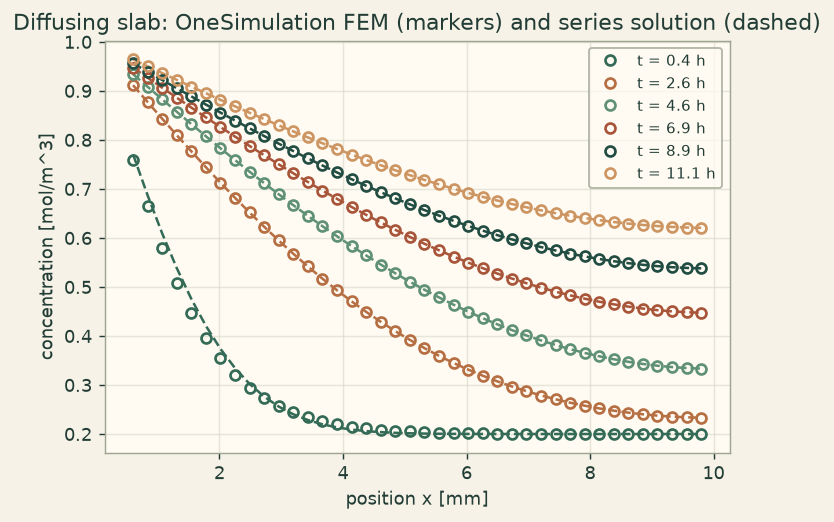 Diffusing slab: OneSimulation FEM (markers) and series solution (dashed)
concentration [mol/m^3]
1.0
0.9
0.8
0.7
0.6
0.5
0.4
0.3
0.2
t = 0.4 h
t = 2.6 h
t = 4.6 h
t = 6.9 h
t = 8.9 h
t = 11.1 h
2 4 6 8 10
position x [mm]